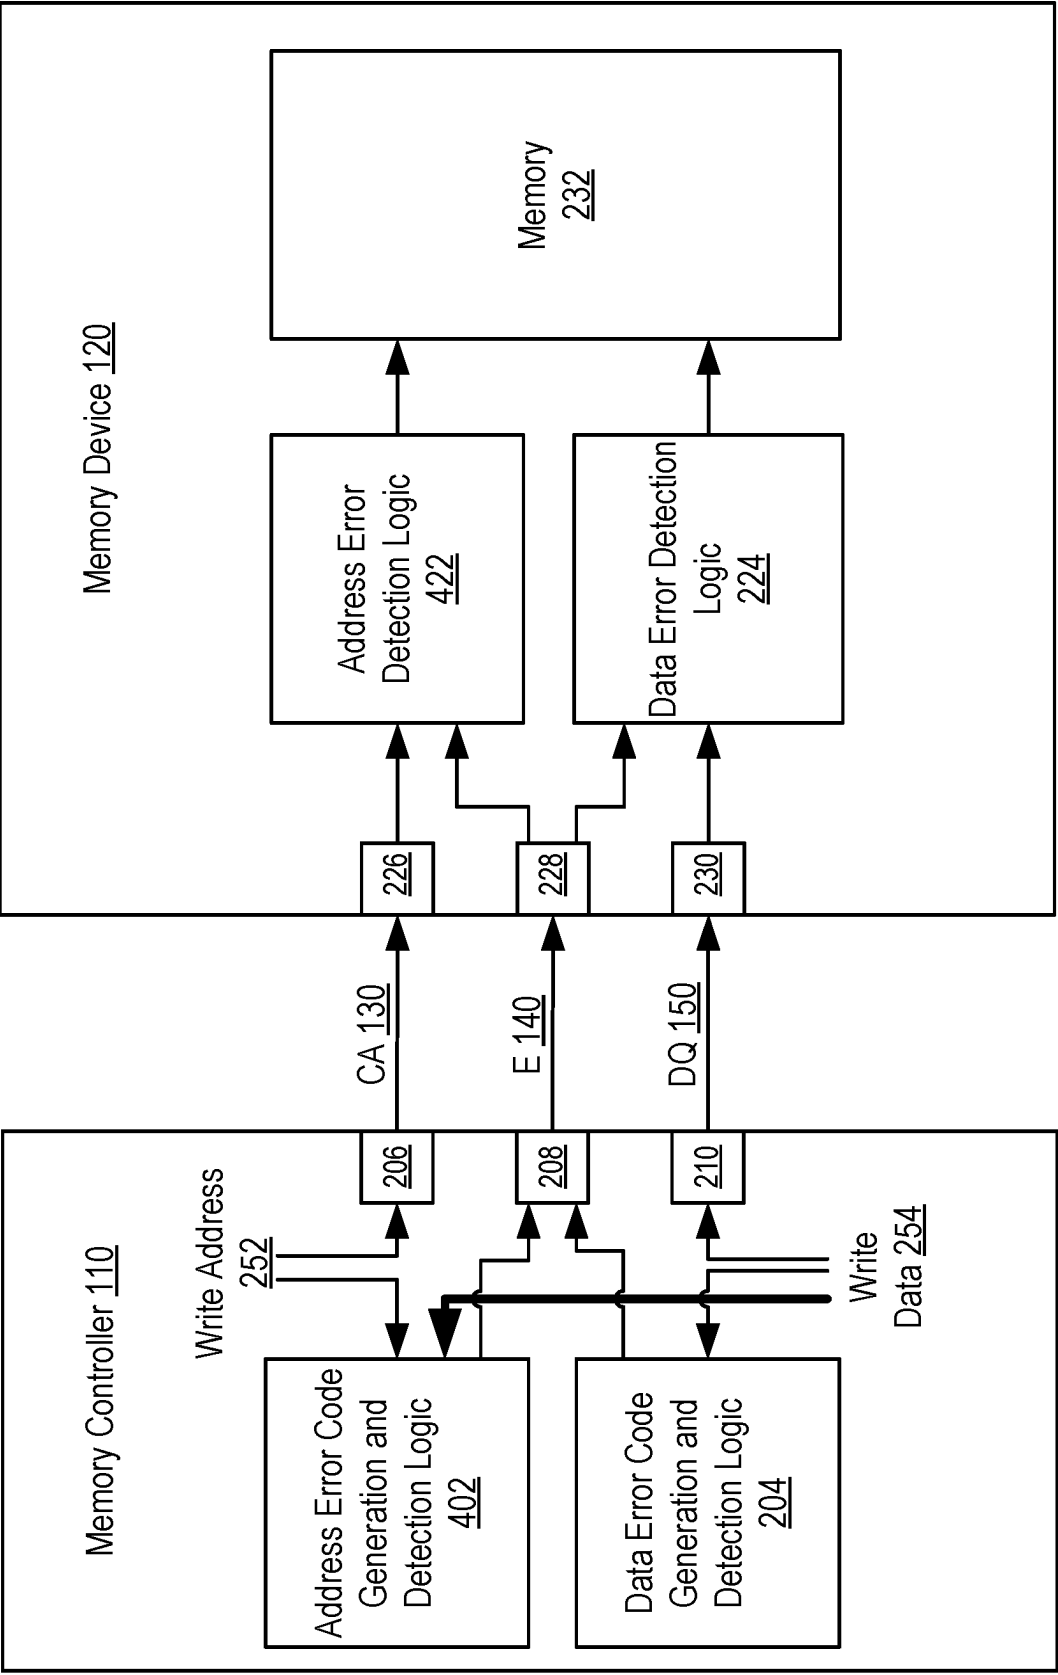 Memory Controller 110
Write Address
252
Address Error Code
Generation and
Detection Logic
402
Data Error Code
Generation and
Detection Logic
204
Write
Data 254
206
208
210
CA 130
E 140
DQ 150
Memory Device 120
226
228
230
Address Error
Detection Logic
422
Data Error Detection
Logic
224
Memory
232